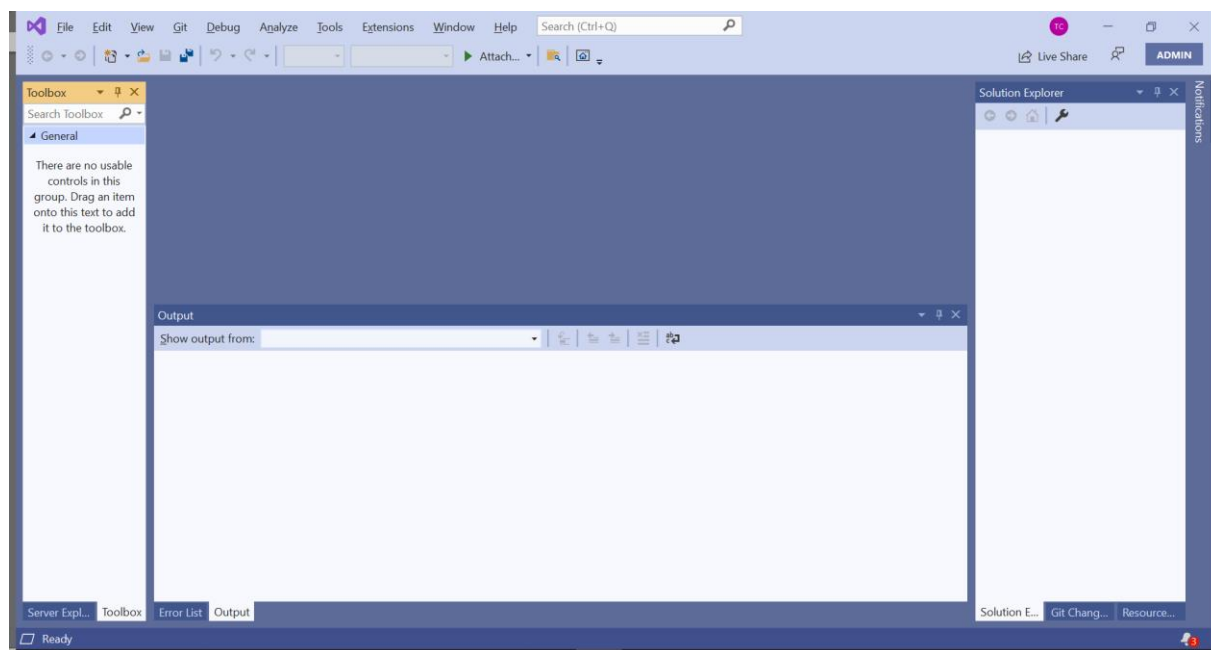 File Edit View Git Debug Analyze Tools Extensions Window Help Search (Ctrl+Q) TC
Attach... Live Share ADMIN
Toolbox
Search Toolbox
General
There are no usable
controls in this
group. Drag an item
onto this text to add
it to the toolbox.
Output
Show output from:
Solution Explorer
Notifications
Server Expl... Toolbox Error List Output Solution E... Git Chang... Resource...
Ready 3